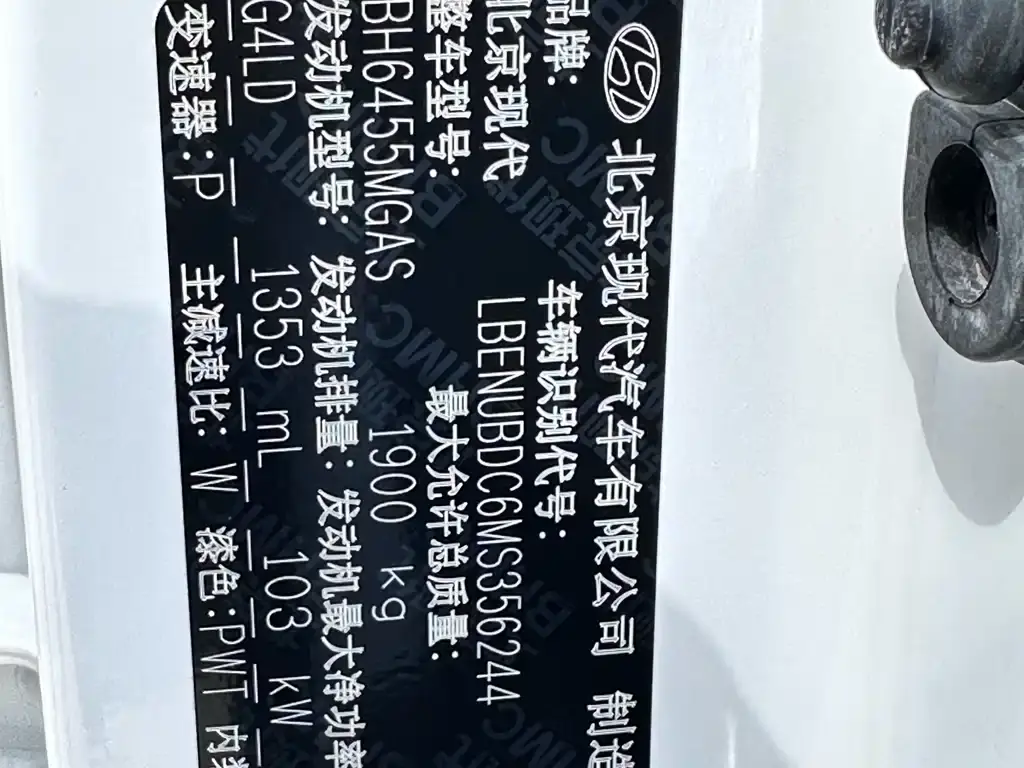 北京现代汽车有限公司 制造
品牌: 车辆识别代号:
北京现代 LBENUBDC6MS356244
整车型号: 最大允许总质量:
BH6455MGAS 1900 kg
发动机型号: 发动机排量: 发动机最大净功率
G4LD 1353 mL 103 kW
变速器:P 主减速比: W 漆色:PWT 内